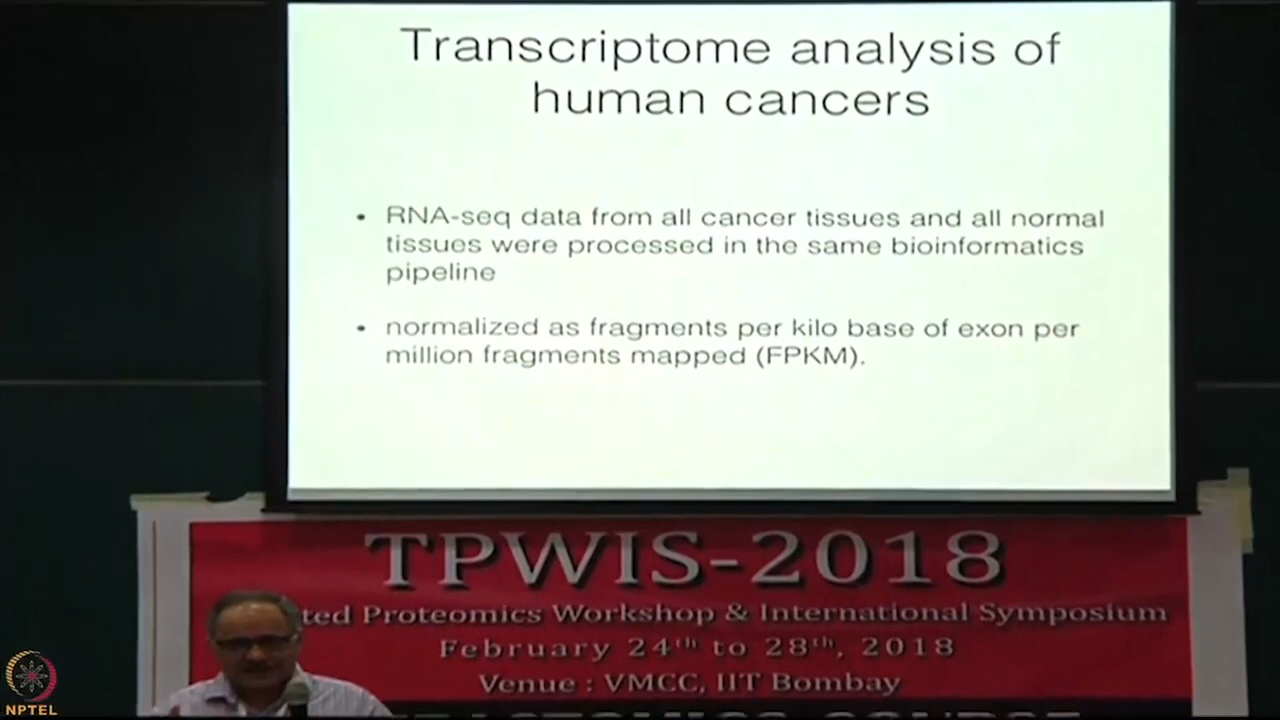 Transcriptome analysis of
human cancers
• RNA-seq data from all cancer tissues and all normal
tissues were processed in the same bioinformatics
pipeline
• normalized as fragments per kilo base of exon per
million fragments mapped (FPKM).
TPWIS-2018
ted Proteomics Workshop & International Symposium
February 24th to 28th, 2018
Venue : VMCC, IIT Bombay
NPTEL